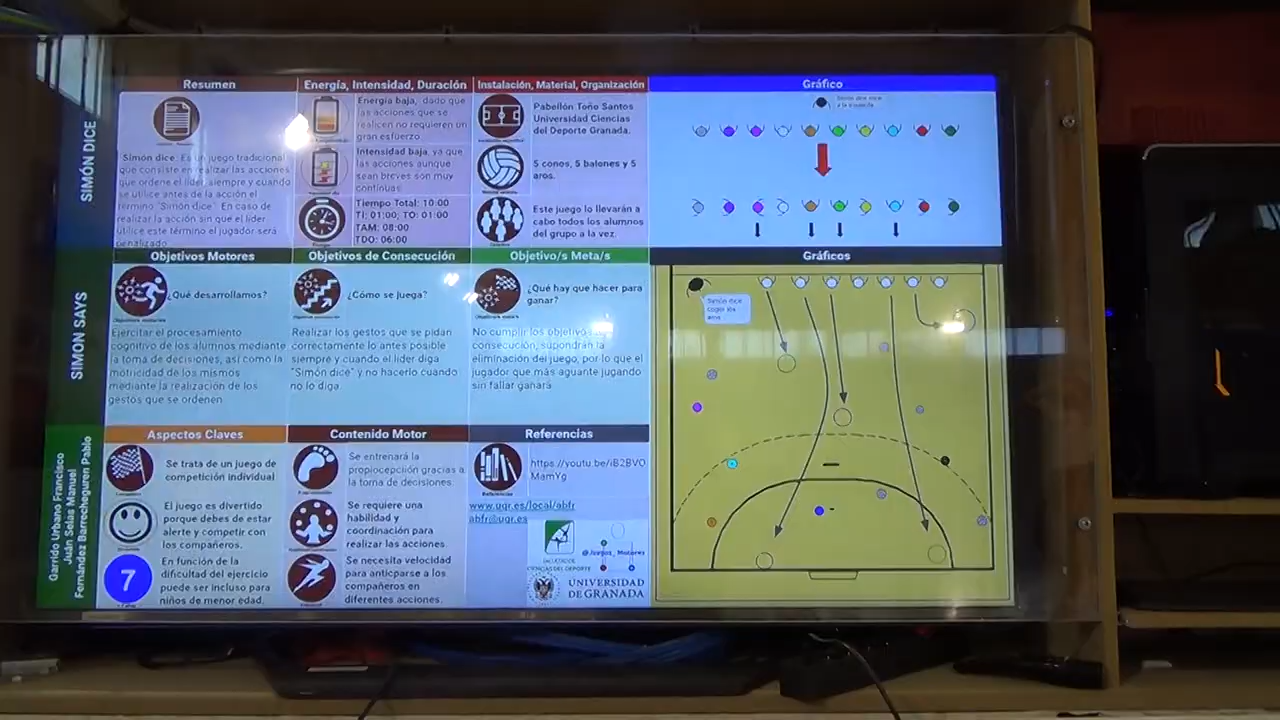 SIMÓN DICE
SIMON SAYS
Garrido Urbano Francisco
Juán Selas Manuel
Fernández Barrecheguren Pablo
Resumen
Simón dice: Es un juego tradicional
que consiste en realizar las acciones
que ordene el líder siempre y cuando
se utilice antes de la acción el
término "Simón dice". En caso de
realizar la acción sin que el líder
utilice este término el jugador será
penalizado.
Energía, Intensidad, Duración
Energía baja, dado que
las acciones que se
realicen no requieren un
gran esfuerzo.
Intensidad baja, ya que
las acciones aunque
sean breves son muy
continuas.
Tiempo Total: 10:00
TI: 01:00, TO: 01:00
TAM: 08:00
TDO: 06:00
Instalación, Material, Organización
Pabellón Toño Santos
Universidad Ciencias
del Deporte Granada.
5 conos, 5 balones y 5
aros.
Este juego lo llevarán a
cabo todos los alumnos
del grupo a la vez.
Gráfico
Objetivos Motores
¿Qué desarrollamos?
Ejercitar el procesamiento
cognitivo de los alumnos mediante
la toma de decisiones, así como la
motricidad de los mismos
mediante la realización de los
gestos que se ordenen
Objetivos de Consecución
¿Cómo se juega?
Realizar los gestos que se pidan
correctamente lo antes posible
siempre y cuando el líder diga
"Simón dice" y no hacerlo cuando
no lo diga.
Objetivo/s Meta/s
¿Qué hay que hacer para
ganar?
No cumplir los objetivos
consecución, supondrán la
eliminación del juego, por lo que el
jugador que más aguante jugando
sin fallar ganará
Gráficos
Simón dice
coger los
aros
Aspectos Claves
Se trata de un juego de
competición individual
El juego es divertido
porque debes de estar
alerte y competir con
los compañeros.
7
En función de la
dificultad del ejercicio
puede ser incluso para
niños de menor edad.
Contenido Motor
Se entrenará la
propiocepción gracias a
la toma de decisiones.
Se requiere una
habilidad y
coordinación para
realizar las acciones.
Se necesita velocidad
para anticiparse a los
compañeros en
diferentes acciones.
Referencias
https://youtu.be/iB2BVO
MamYg
www.ugr.es/local/abfr
abfr@ugr.es
@Juegos_Motores
FACULTAD DE
CIENCIAS DEL DEPORTE
UNIVERSIDAD
DE GRANADA